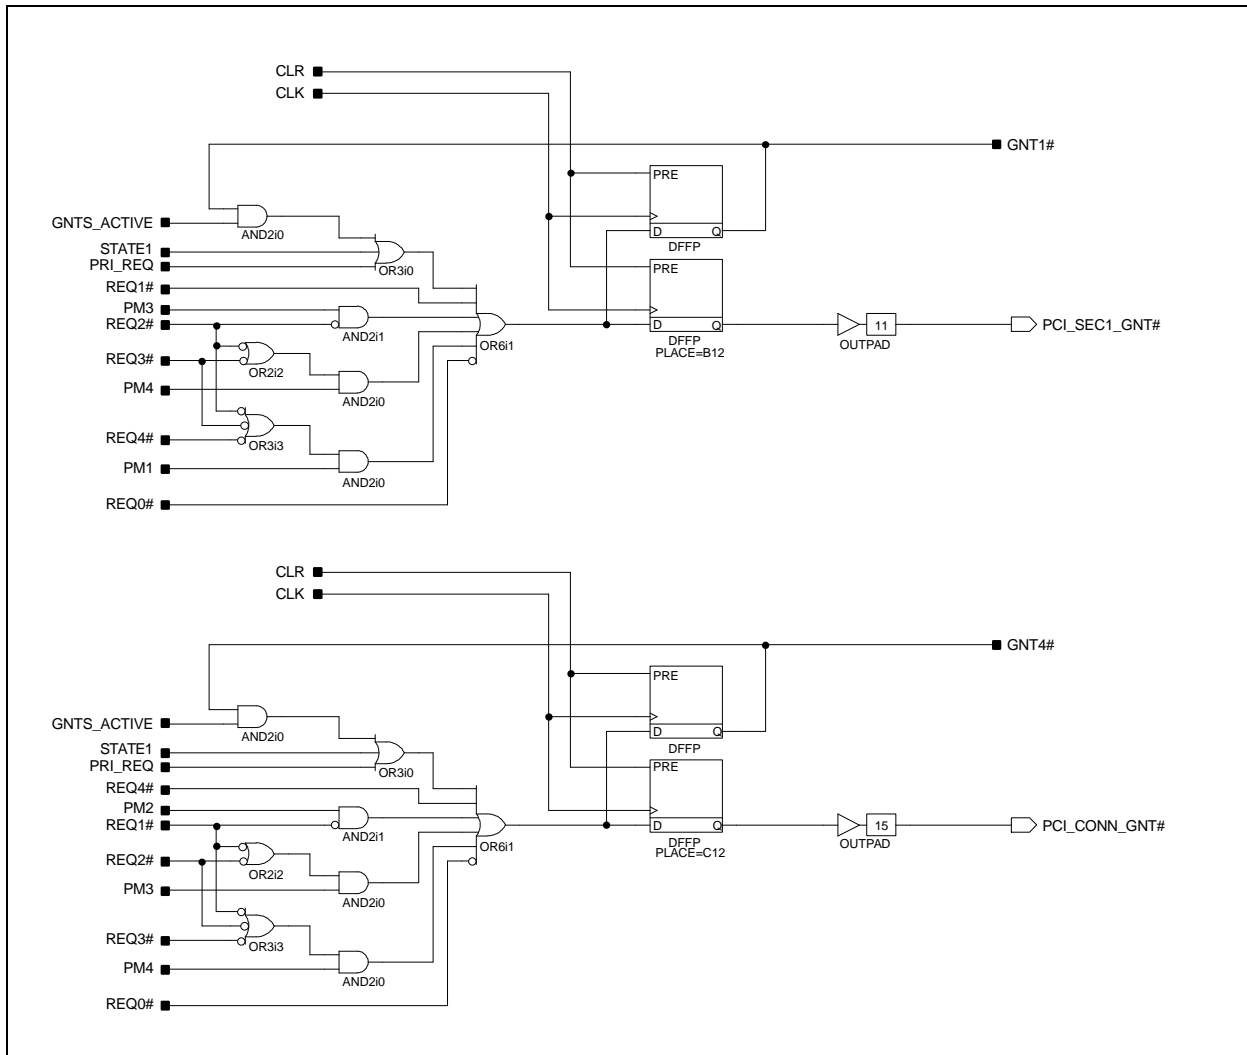 CLR
CLK
GNT1#
PRE
GNTS_ACTIVE
AND2i0
D Q
DFFP
STATE1
PRI_REQ
OR3i0
PRE
REQ1#
PM3
REQ2#
AND2i1
D Q
DFFP
PLACE=B12
11
OUTPAD
PCI_SEC1_GNT#
OR6i1
REQ3#
OR2i2
PM4
AND2i0
REQ4#
OR3i3
PM1
AND2i0
REQ0#
CLR
CLK
GNT4#
PRE
GNTS_ACTIVE
AND2i0
D Q
DFFP
STATE1
PRI_REQ
OR3i0
PRE
REQ4#
PM2
REQ1#
AND2i1
D Q
DFFP
PLACE=C12
15
OUTPAD
PCI_CONN_GNT#
OR6i1
REQ2#
OR2i2
PM3
AND2i0
REQ3#
OR3i3
PM4
AND2i0
REQ0#